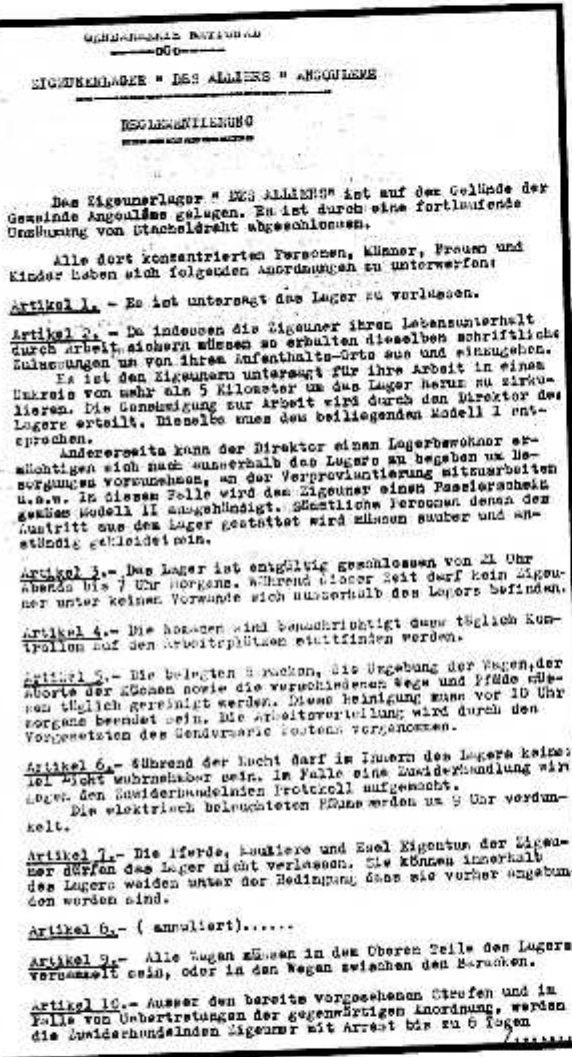 GENDARMERIE NATIONAL
---oOo---
ZIGEUNERLAGER " DES ALLIERS " ANGOULEME
REGLEMENTIERUNG
Das Zigeunerlager " DES ALLIERS" ist auf dem Gelände der
Gemeinde Angoulême gelegen. Es ist durch eine fortlaufende
Umzäunung von Stacheldraht abgeschlossen.
Alle dort konzentrierten Personen, Männer, Frauen und
Kinder haben sich folgenden Anordnungen zu unterwerfen:
Artikel 1. - Es ist untersagt das Lager zu verlassen.
Artikel 2. - Da indessen die Zigeuner ihren Lebensunterhalt
durch Arbeit sichern müssen so erhalten dieselben schriftliche
Zulassungen um von ihrem Aufenthalts-Orte aus und einzugehen.
Es ist den Zigeunern untersagt für ihre Arbeit in einem
Umkreis von mehr als 5 Kilometer um das Lager herum zu zirku-
lieren. Die Genehmigung zur Arbeit wird durch den Direktor des
Lagers erteilt. Dieselbe muss dem beiliegenden Modell 1 ent-
sprechen.
Andererseits kann der Direktor einen Lagerbewohner er-
mächtigen sich nach ausserhalb des Lagers zu begeben um Be-
sorgungen vorzunehmen, an der Verproviantierung mitzuarbeiten
u.s.w. In diesem Falle wird dem Zigeuner einen Passierschein
gemäss Modell II ausgehändigt. Sämtliche Personen denen der
Austritt aus dem Lager gestattet wird müssen sauber und an-
ständig gekleidet sein.
Artikel 3.- Das Lager ist entgültig geschlossen von 21 Uhr
Abends bis 7 Uhr morgens. Während dieser Zeit darf kein Zigeu-
ner unter keinen Vorwande sich ausserhalb des Lagers befinden.
Artikel 4.- Die wird benachrichtigt dass täglich Kon-
trollen auf den Arbeitsplätzen stattfinden werden.
Artikel 5.- Die belegten Baracken, die Umgebung der Wagen,der
Aborte der Küchen sowie die verschiedenen Wege und Pfade müs-
sen täglich gereinigt werden. Diese Reinigung muss vor 10 Uhr
morgens beendet sein. Die Arbeitsverteilung wird durch den
Vorgesetzten des Gendarmerie Postens vorgenommen.
Artikel 6.- Während der Nacht darf im Innern des Lagers keiner
lei Licht wahrnehmbar sein. Im Falle eine Zuwiderhandlung wir
gegen den Zuwiderhandelnden Protokoll aufgemacht.
Die elektrisch beleuchteten Räume werden um 9 Uhr verdun-
kelt.
Artikel 7.- Die Pferde, Maultiere und Esel Eigentum der Zigeu-
ner dürfen das Lager nicht verlassen. Sie können innerhalb
des Lagers weiden unter der Bedingung dass sie vorher angebun
den worden sind.
Artikel 8.- ( annuliert)......
Artikel 9.- Alle Wagen müssen in dem Oberen Teile des Lagers
versammelt sein, oder in den Wegen zwischen den Baracken.
Artikel 10.- Ausser den bereits vorgesehenen Strafen und im
Falle von Uebertretungen der gegenwärtigen Anordnung, werden
die Zuwiderhandelnden Zigeuner mit Arrest bis zu 6 Tagen
/.......